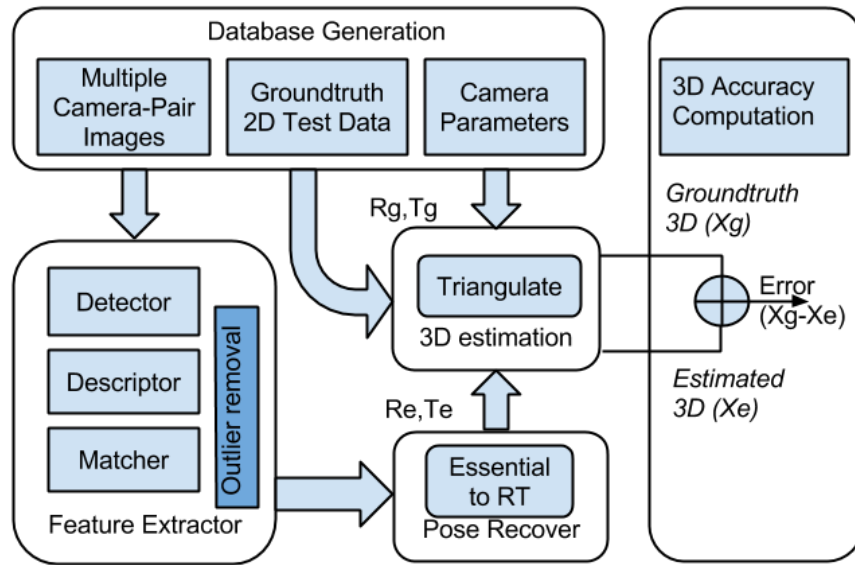 Database Generation
Multiple
Camera-Pair
Images
Groundtruth
2D Test Data
Camera
Parameters
3D Accuracy
Computation
Rg,Tg
Groundtruth
3D (Xg)
Detector
Descriptor
Matcher
Outlier removal
Feature Extractor
Triangulate
3D estimation
Error
(Xg-Xe)
Estimated
3D (Xe)
Re,Te
Essential
to RT
Pose Recover